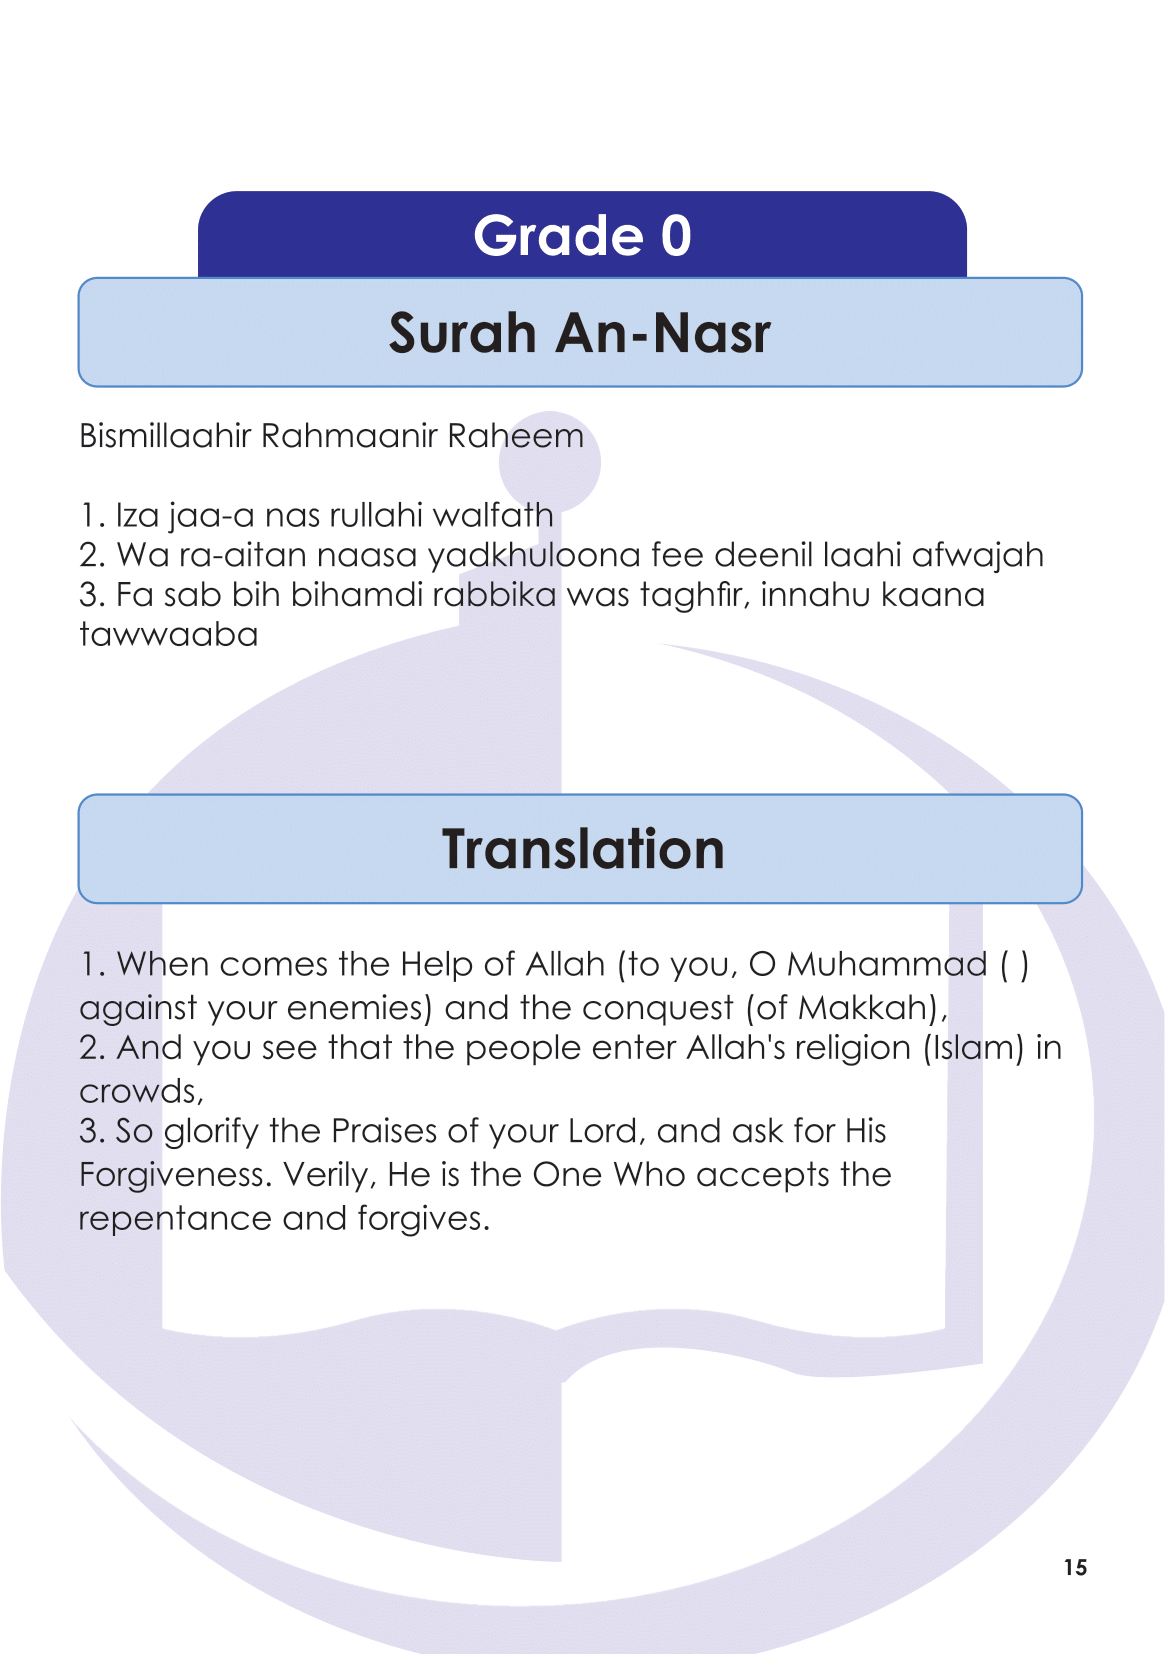 Grade 0
Surah An-Nasr
Bismillaahir Rahmaanir Raheem
1. Iza jaa-a nas rullahi walfath
2. Wa ra-aitan naasa yadkhuloona fee deenil laahi afwajah
3. Fa sab bih bihamdi rabbika was taghfir, innahu kaana
tawwaaba
Translation
1. When comes the Help of Allah (to you, O Muhammad ( )
against your enemies) and the conquest (of Makkah),
2. And you see that the people enter Allah's religion (Islam) in
crowds,
3. So glorify the Praises of your Lord, and ask for His
Forgiveness. Verily, He is the One Who accepts the
repentance and forgives.
15